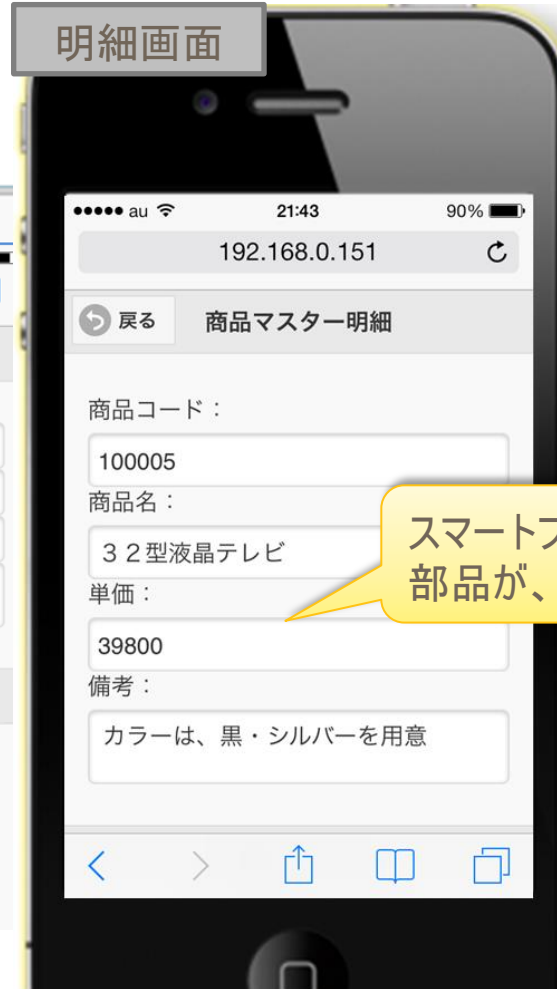 明細画面
au 21:43 90%
192.168.0.151
戻る 商品マスター明細
商品コード：
100005
商品名：
３２型液晶テレビ
単価：
39800
備考：
カラーは、黒・シルバーを用意
スマートフ
部品が、